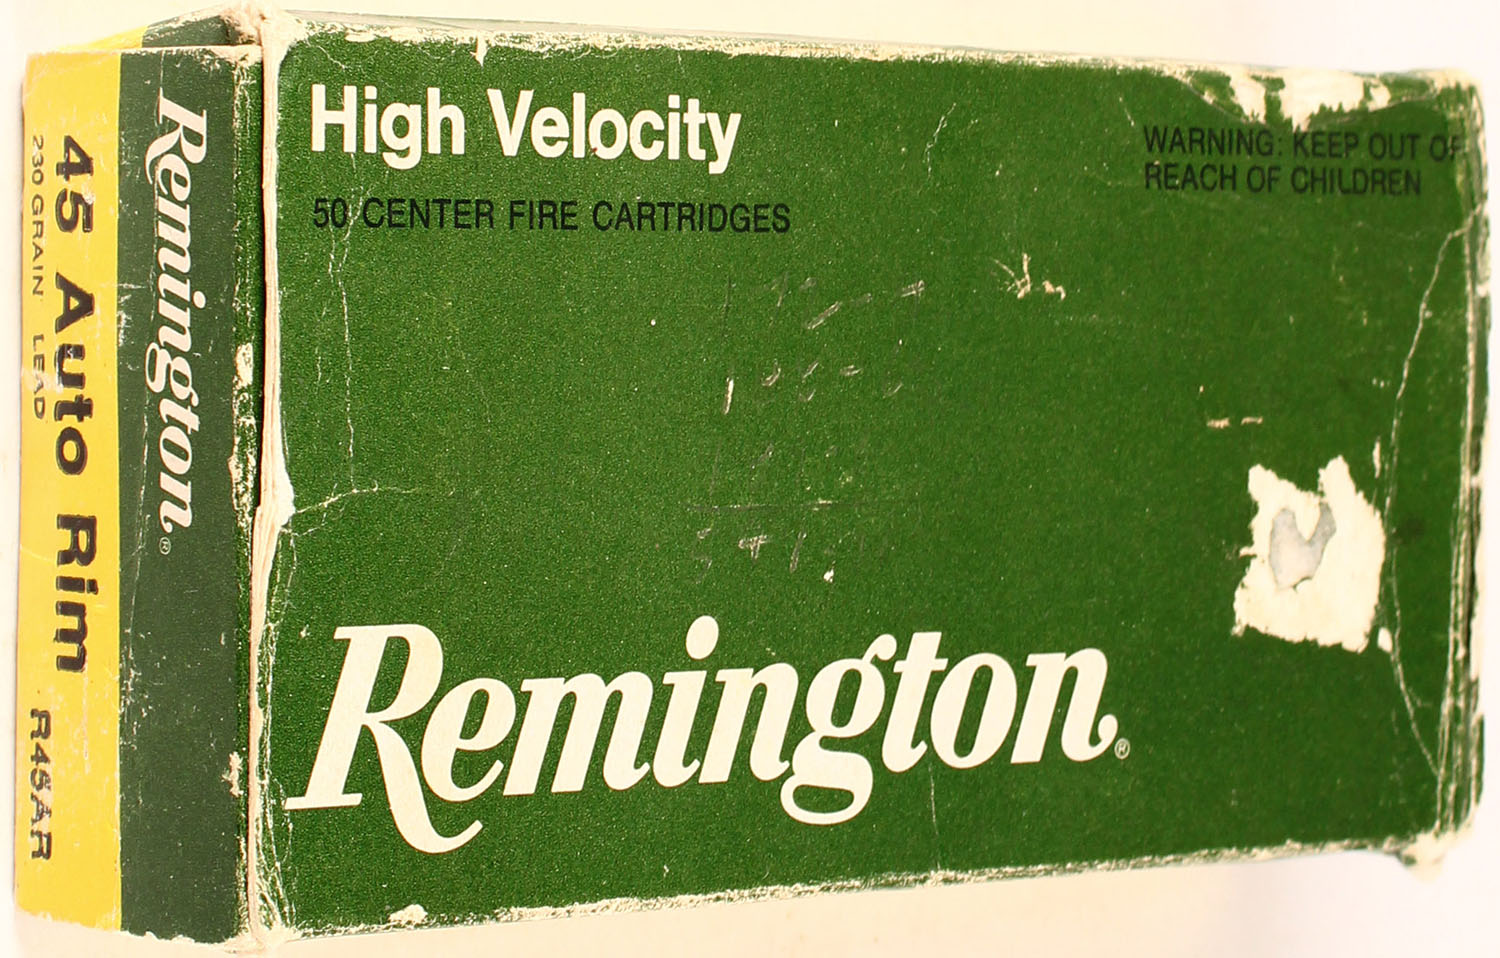 High Velocity
50 CENTER FIRE CARTRIDGES
WARNING: KEEP OUT OF
REACH OF CHILDREN
Remington®
Remington®
45 Auto Rim
230 GRAIN LEAD
R45AR